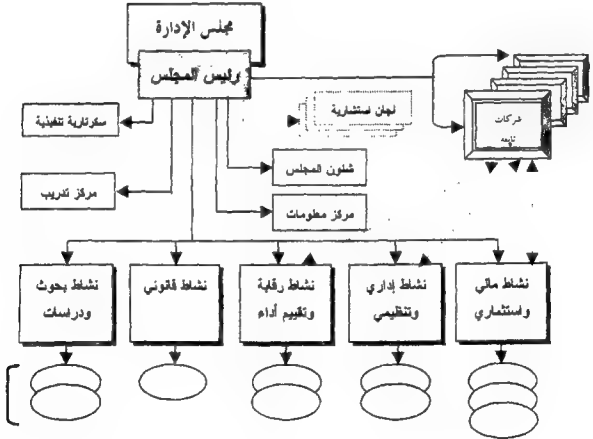 مجلس الإدارة
رئيس المجلس
لجان استشارية
شركات
تابعه
سكرتارية تنفيذية
شئون المجلس
مركز تدريب
مركز معلومات
نشاط مالي
واستثماري
نشاط إداري
وتنظيمي
نشاط رقابة
وتقييم أداء
نشاط قانوني
نشاط بحوث
ودراسات